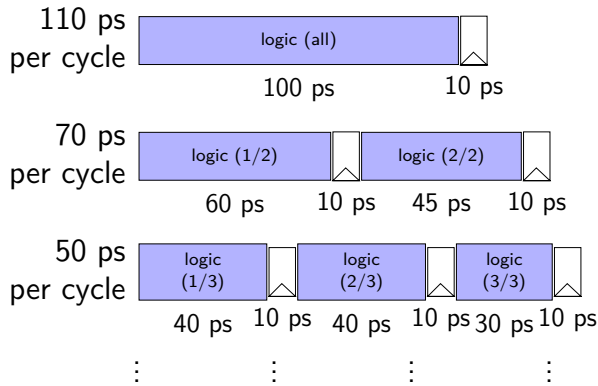 110 ps
per cycle
logic (all)
100 ps
10 ps
70 ps
per cycle
logic (1/2)
logic (2/2)
60 ps
10 ps
45 ps
10 ps
50 ps
per cycle
logic
(1/3)
logic
(2/3)
logic
(3/3)
40 ps
10 ps
40 ps
10 ps
30 ps
10 ps